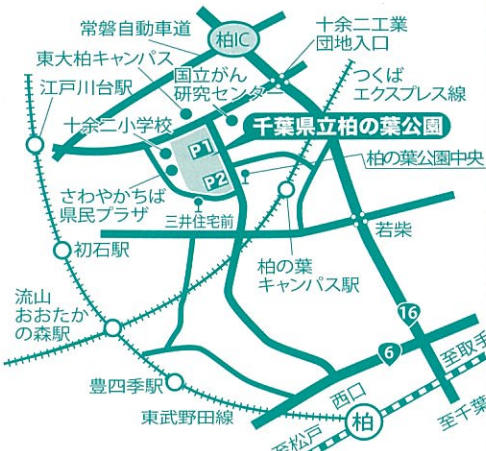 常磐自動車道
柏IC
十余二工業
団地入口
東大柏キャンパス
国立がん
研究センター
つくば
エクスプレス線
江戸川台駅
十余二小学校
千葉県立柏の葉公園
P1
P2
柏の葉公園中央
さわやかちば
県民プラザ
三井住宅前
若柴
初石駅
柏の葉
キャンパス駅
流山
おおたか
の森駅
16
6
至取手
豊四季駅
西口
東武野田線
柏
至松戸
至千葉